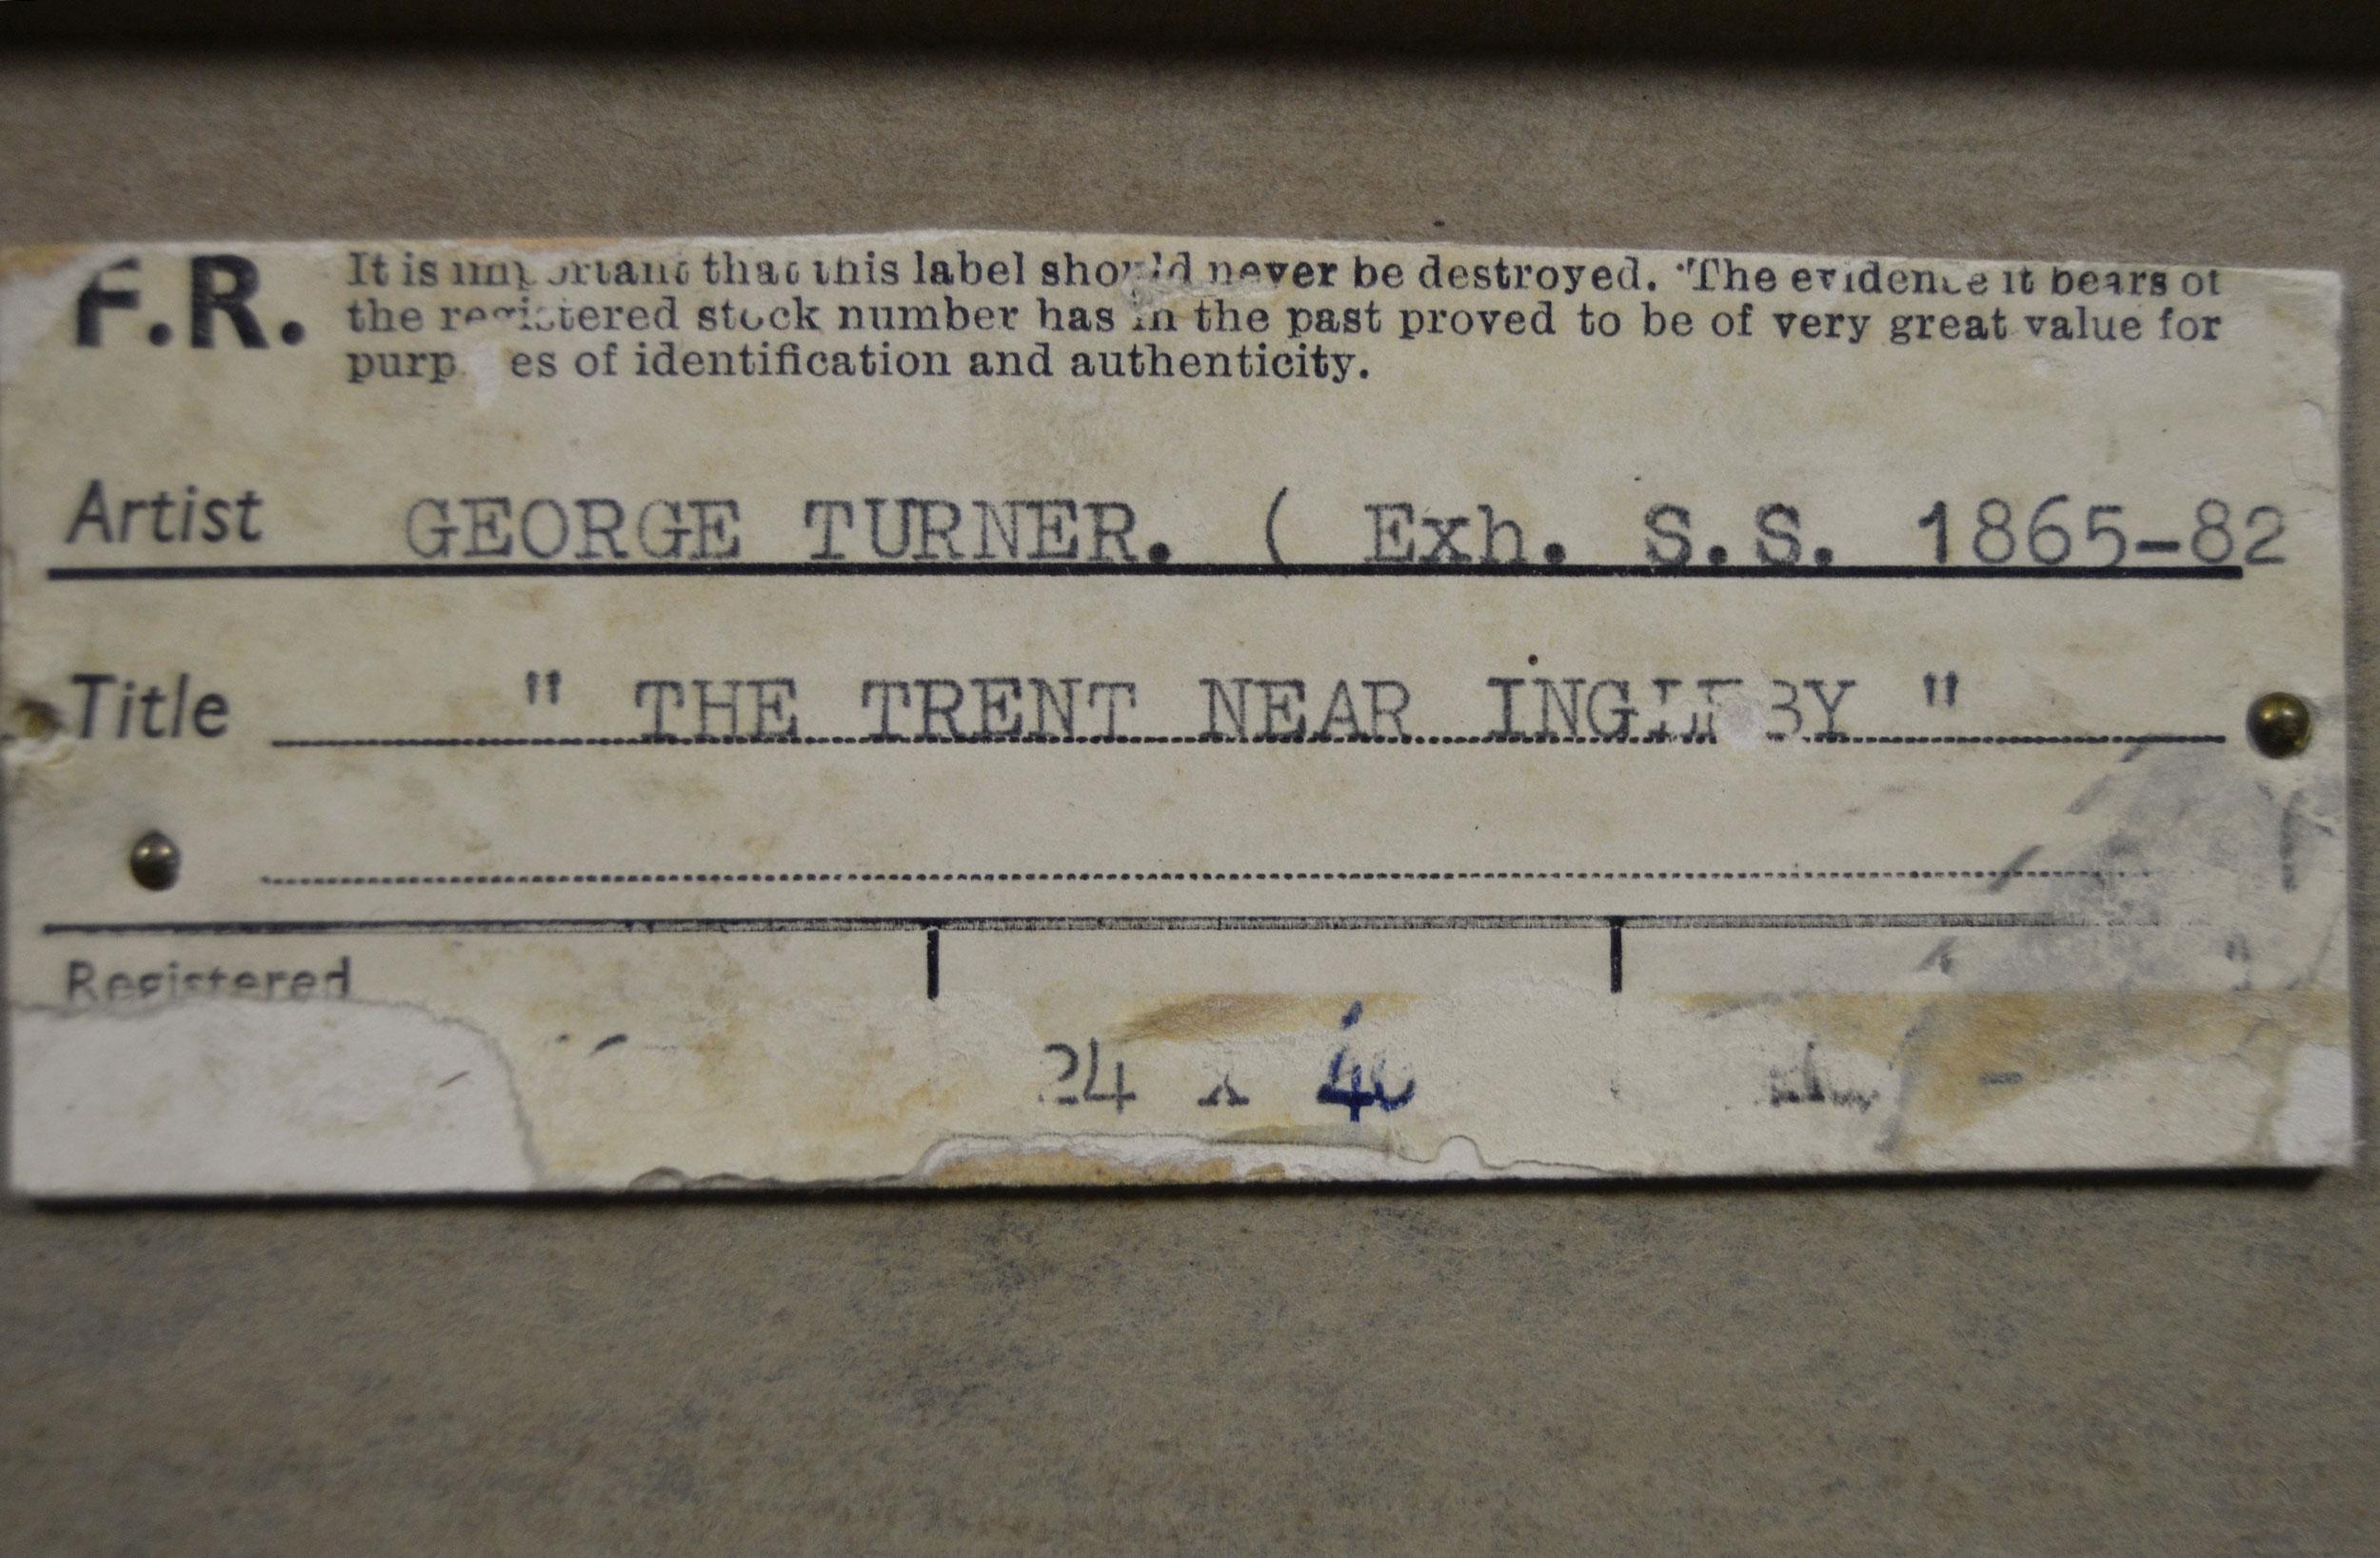 F.R.
It is important that this label should never be destroyed. The evidence it bears of
the registered stock number has in the past proved to be of very great value for
purposes of identification and authenticity.
Artist GEORGE TURNER. ( Exh. S.S. 1865-82
Title " THE TRENT NEAR INGLEBY "
Registered
24 x 40